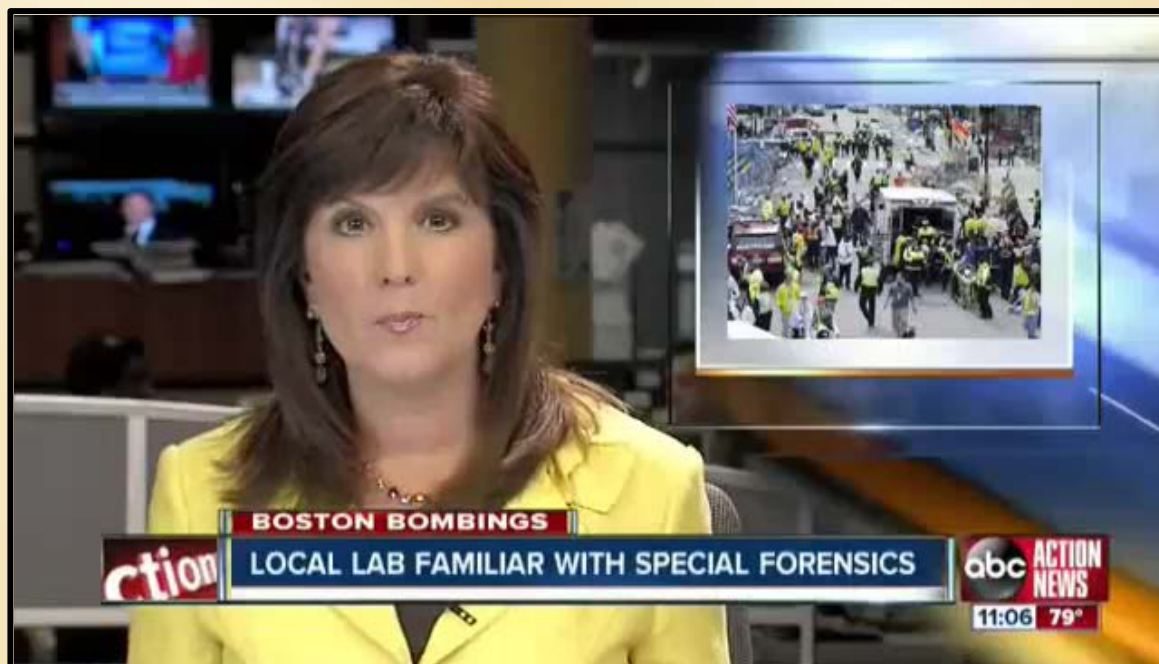 BOSTON BOMBINGS
ction
LOCAL LAB FAMILIAR WITH SPECIAL FORENSICS
abc
ACTION
NEWS
11:06 79°